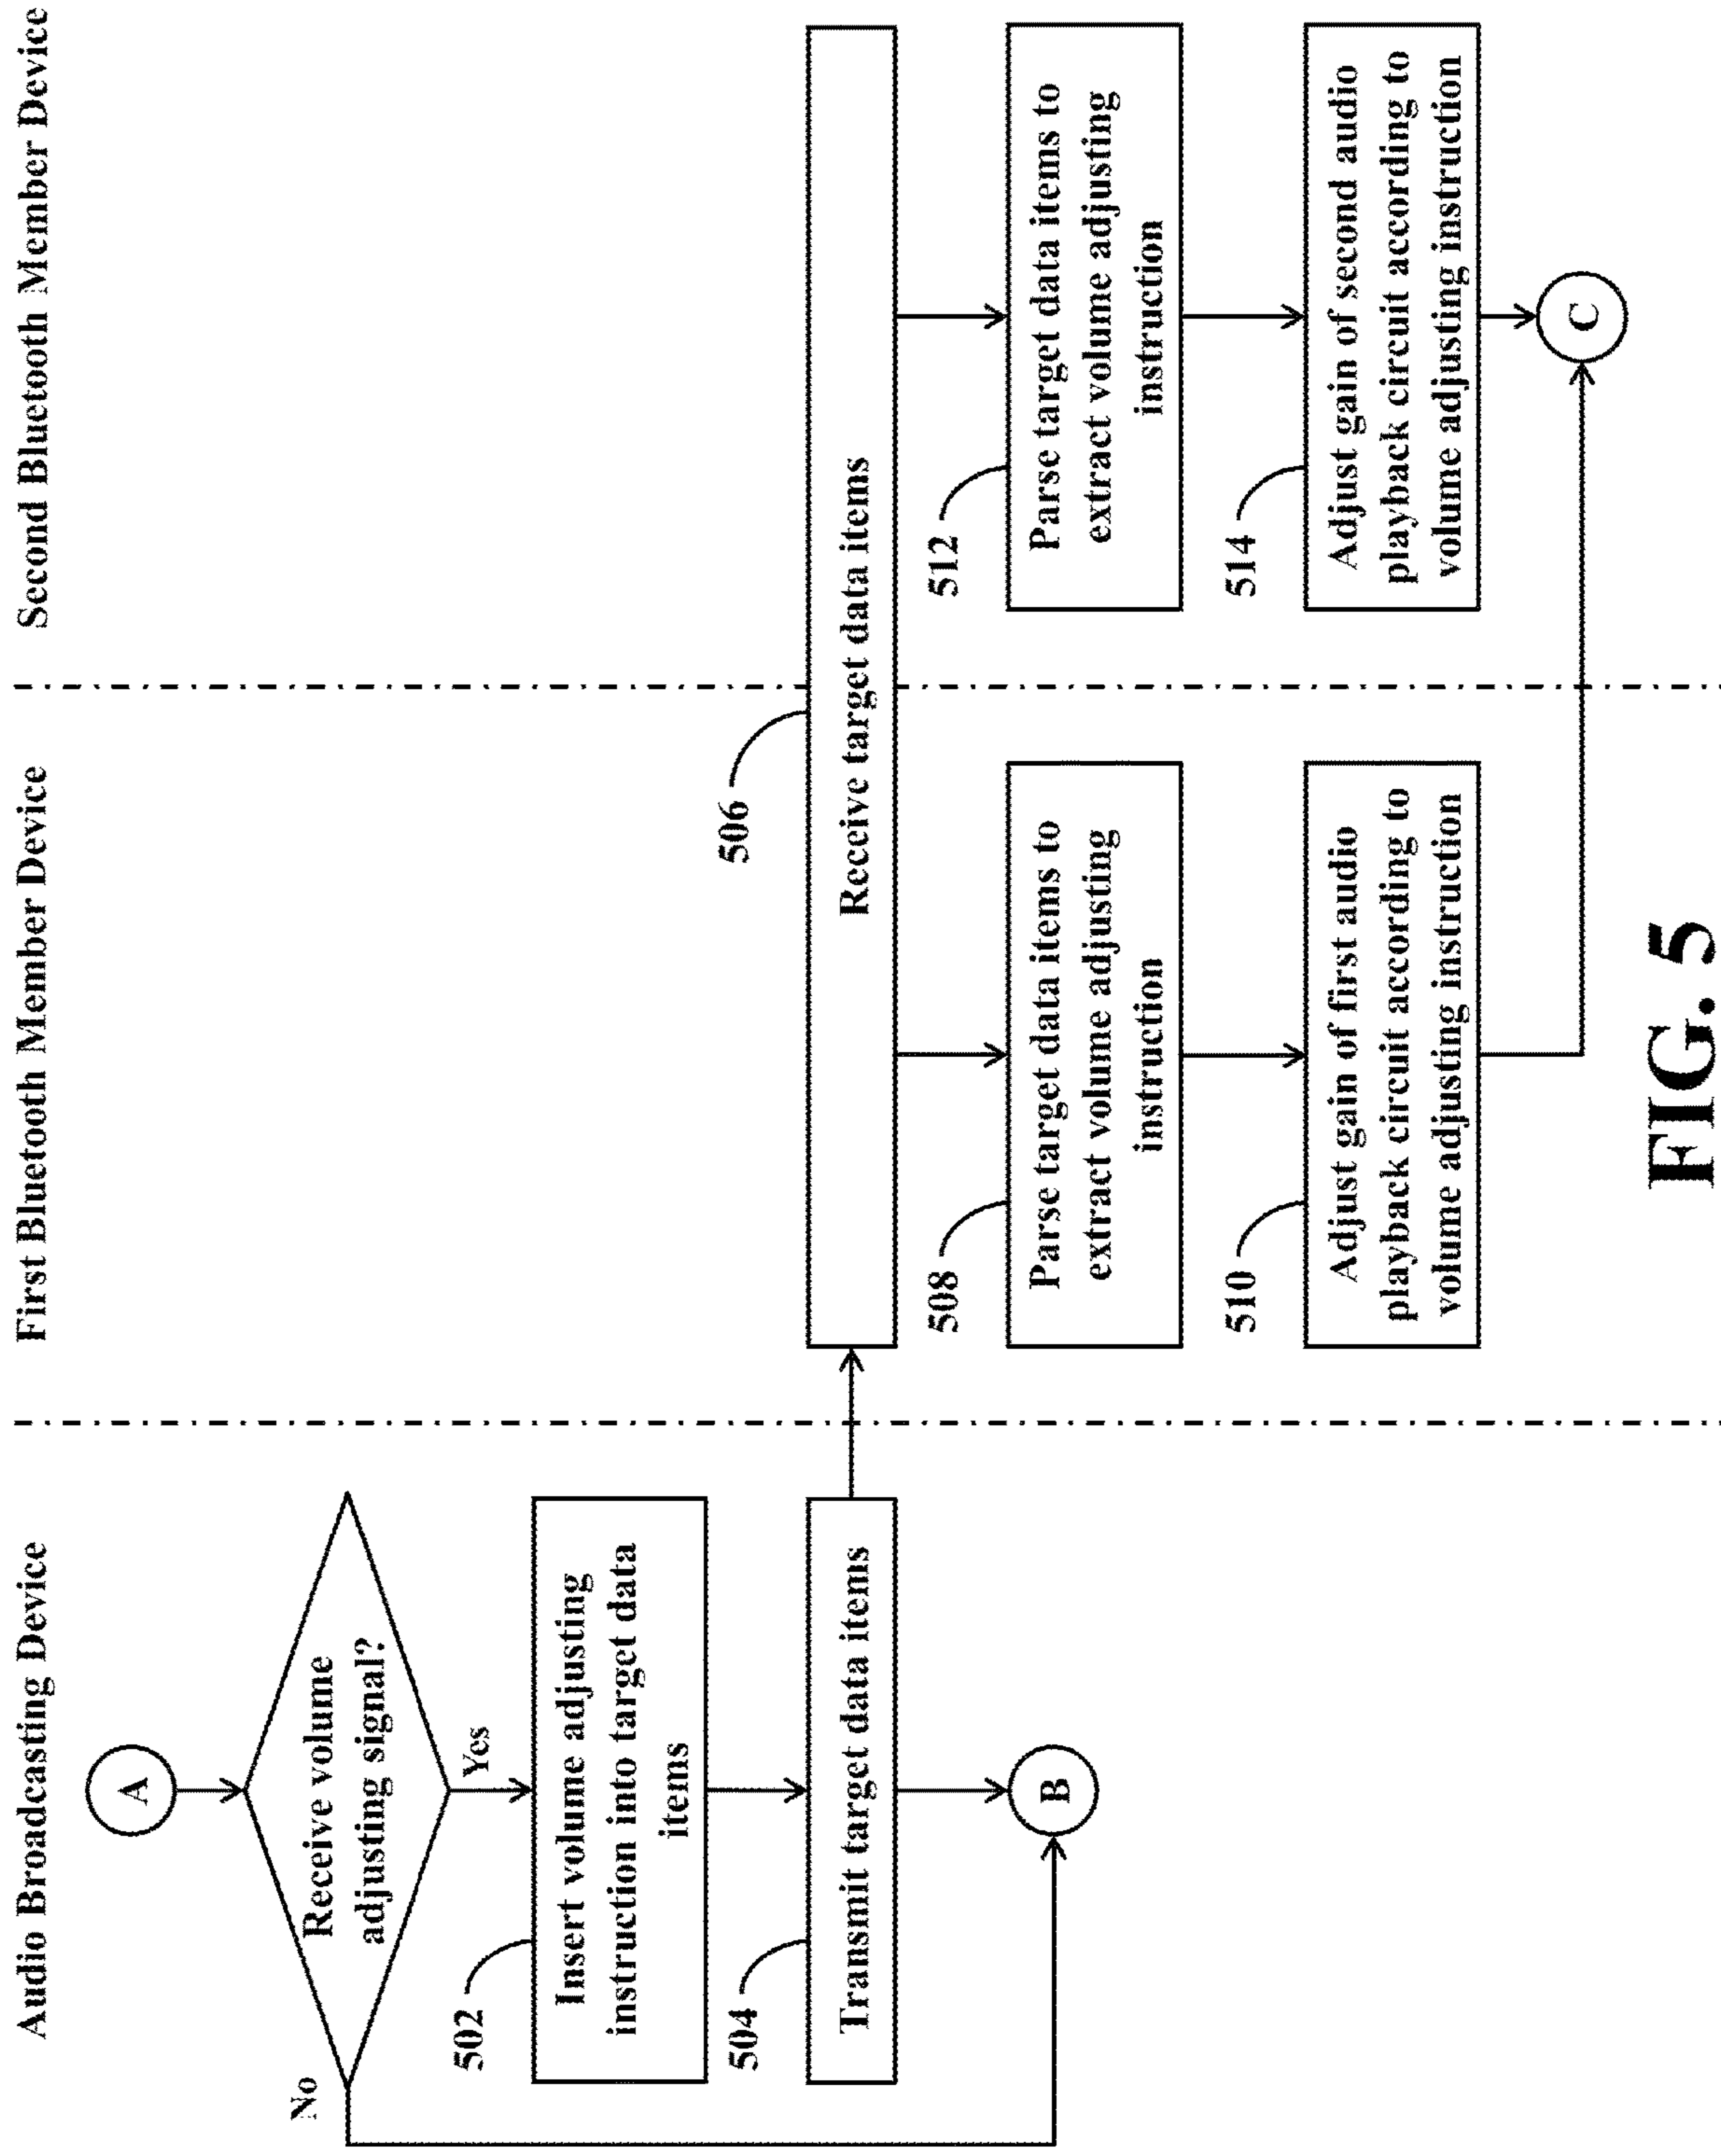 Audio Broadcasting Device
First Bluetooth Member Device
Second Bluetooth Member Device
A
Receive volume
adjusting signal?
No
Yes
502
Insert volume adjusting
instruction into target data
items
504
Transmit target data items
506
Receive target data items
B
508
Parse target data items to
extract volume adjusting
instruction
512
Parse target data items to
extract volume adjusting
instruction
510
Adjust gain of first audio
playback circuit according to
volume adjusting instruction
514
Adjust gain of second audio
playback circuit according to
volume adjusting instruction
C
FIG. 5